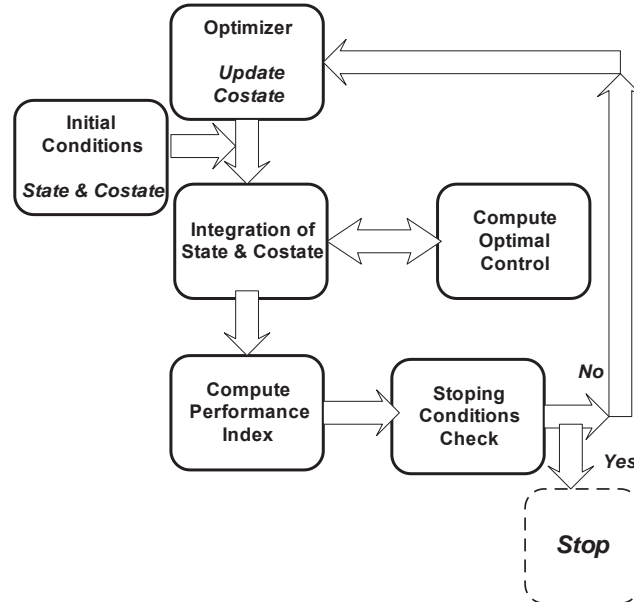 Optimizer
Update
Costate
Initial
Conditions
State & Costate
Integration of
State & Costate
Compute
Optimal
Control
Compute
Performance
Index
Stoping
Conditions
Check
No
Yes
Stop